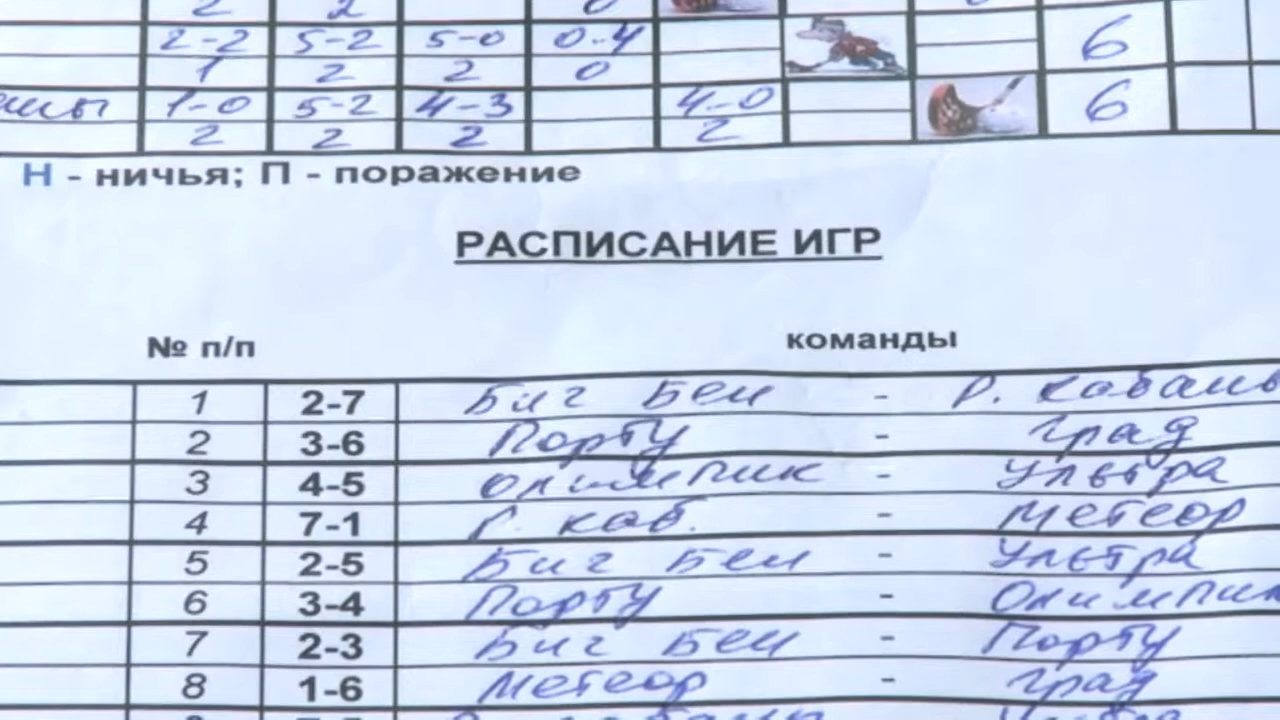 2 2 0
2-2 5-2 5-0 0-4 6
1 2 2 0
1-0 5-2 4-3 4-0 6
2 2 2 2
Н - ничья; П - поражение
РАСПИСАНИЕ ИГР
№ п/п команды
1 2-7 Биг Бен - Р. кабаны
2 3-6 Порту - Град
3 4-5 Олимпик - Ультра
4 7-1 Р. каб. - Метеор
5 2-5 Биг Бен - Ультра
6 3-4 Порту - Олимпик
7 2-3 Биг Бен - Порту
8 1-6 Метеор - Град